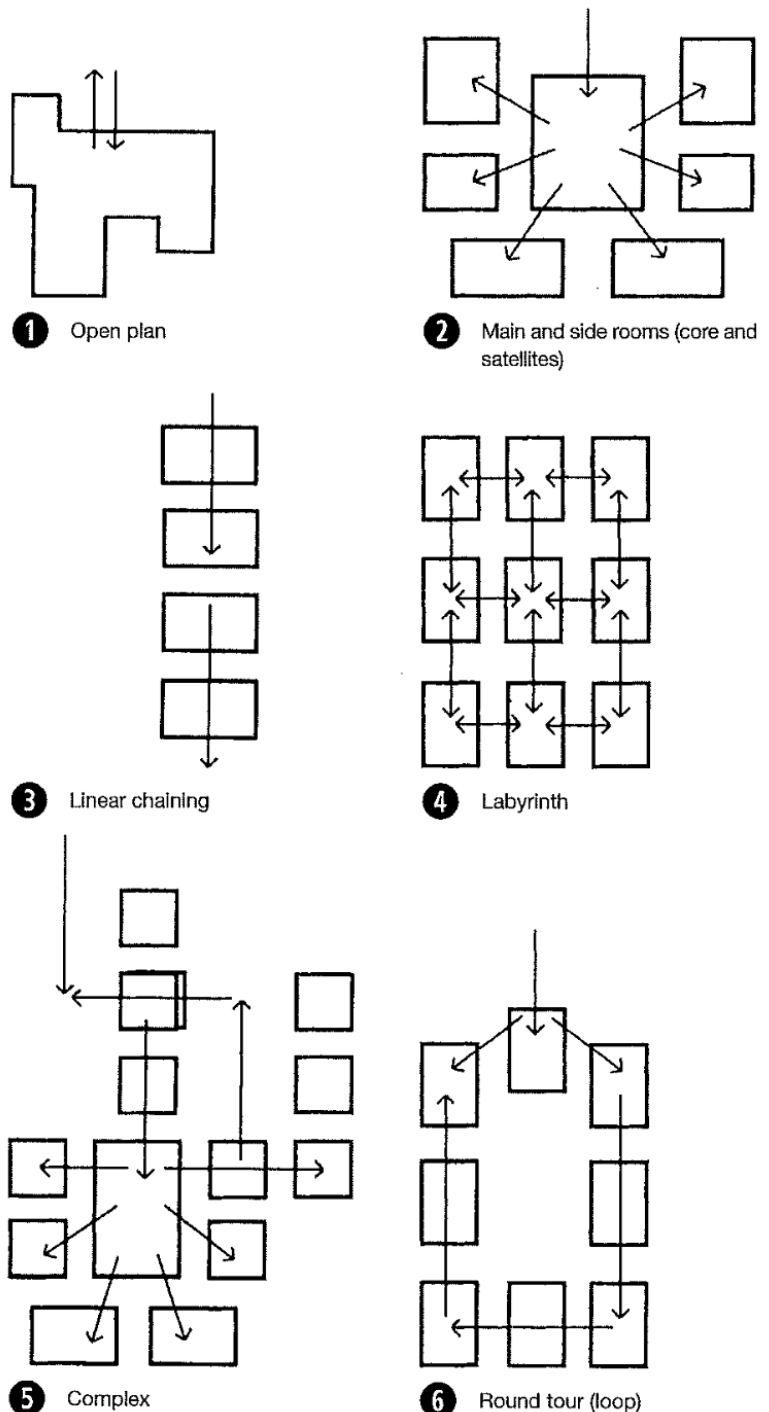 1 Open plan
2 Main and side rooms (core and
satellites)
3 Linear chaining
4 Labyrinth
5 Complex
6 Round tour (loop)